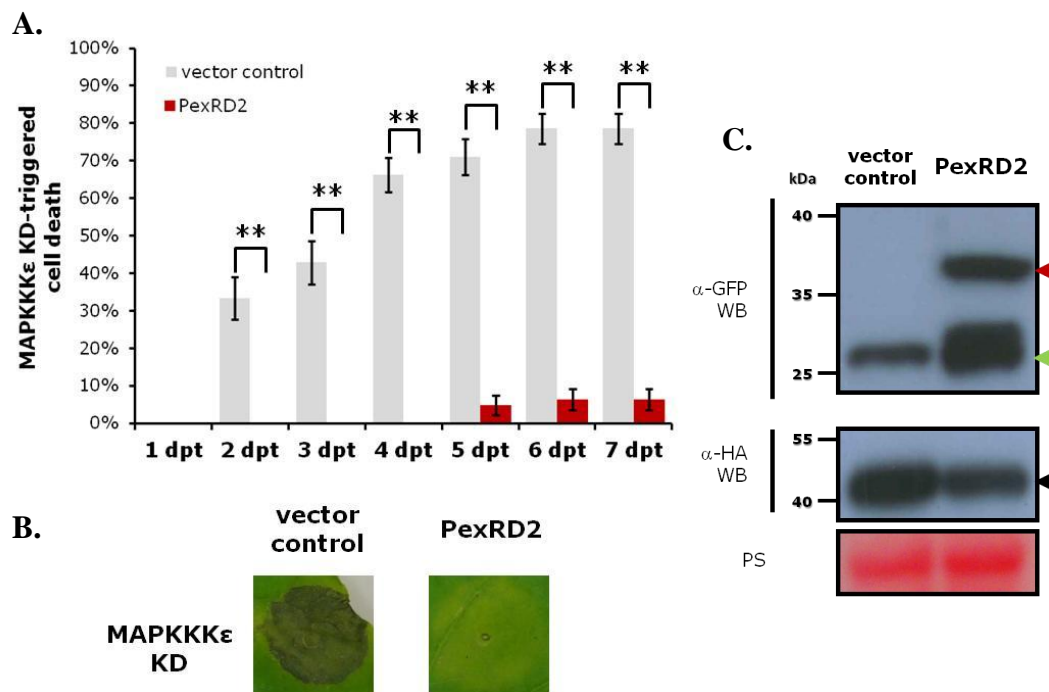 A.
100%
90%
80%
70%
60%
50%
40%
30%
20%
10%
0%
MAPKKKε KD-triggered
cell death
vector control
PexRD2
**
**
**
**
**
**
1 dpt
2 dpt
3 dpt
4 dpt
5 dpt
6 dpt
7 dpt
B.
vector
control
PexRD2
MAPKKKε
KD
C.
vector
control
PexRD2
kDa
40
35
25
α-GFP
WB
55
40
α-HA
WB
PS